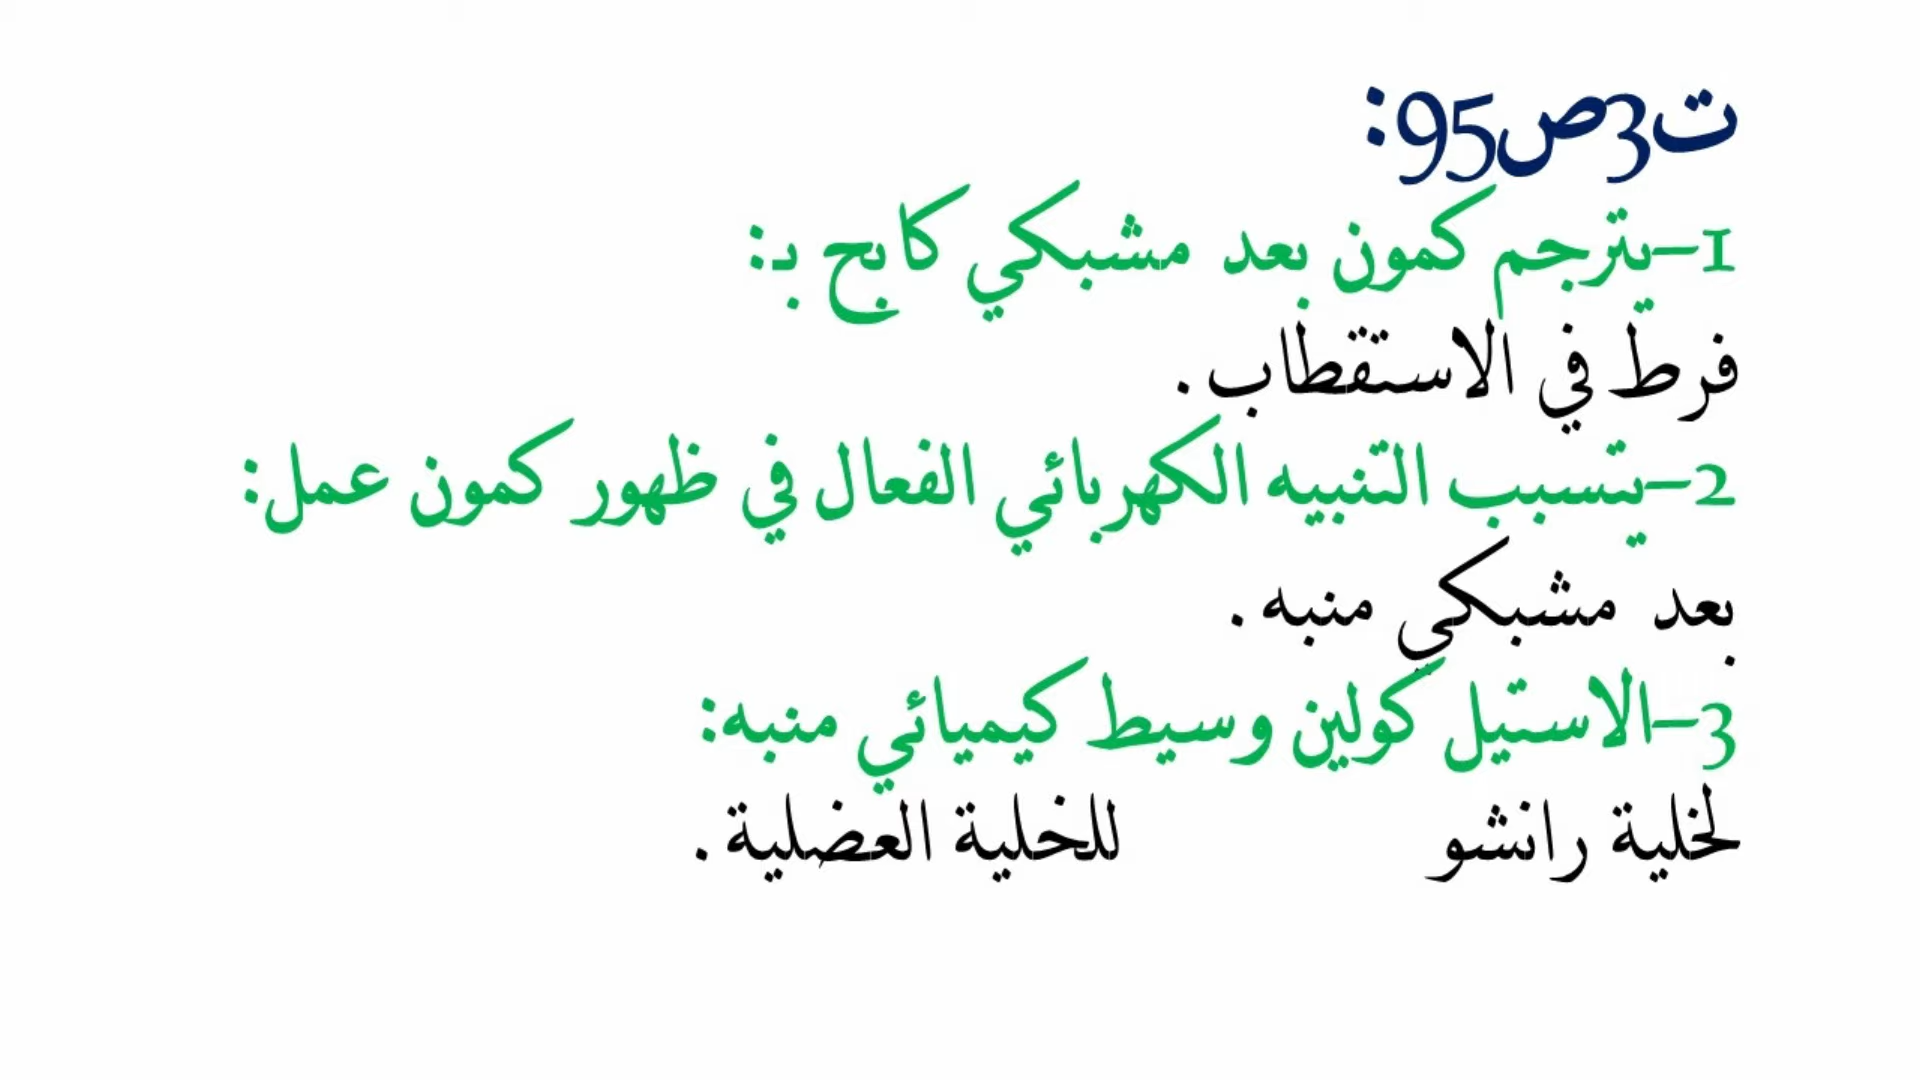 ت3ص95:
1-يترجم كمون بعد مشبكي كابح بـ:
فرط في الاستقطاب .
2-يتسبب التنبيه الكهربائي الفعال في ظهور كمون عمل:
بعد مشبكي منبه .
3-الاستيل كولين وسيط كيميائي منبه:
لخلية رانشو للخلية العضلية .